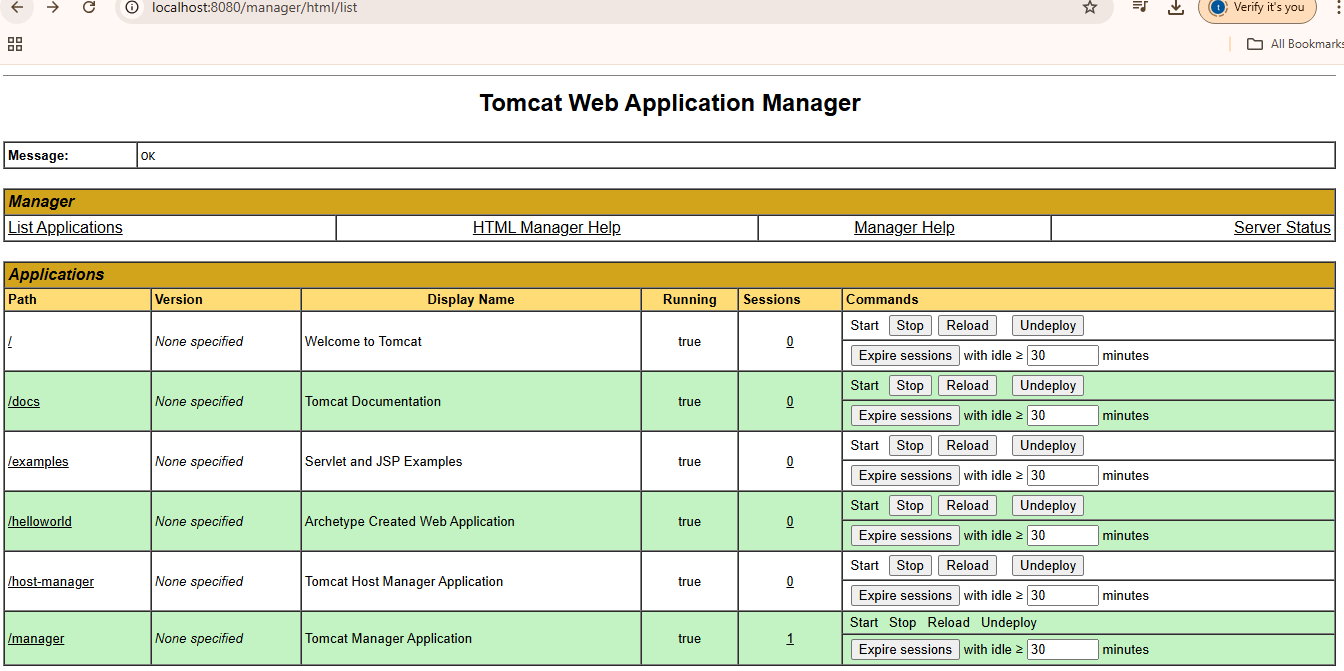 localhost:8080/manager/html/list
Verify it's you
All Bookmarks
Tomcat Web Application Manager
Message: OK
Manager
List Applications HTML Manager Help Manager Help Server Status
Applications
Path Version Display Name Running Sessions Commands
/ None specified Welcome to Tomcat true 0 Start Stop Reload Undeploy
Expire sessions with idle ≥ 30 minutes
/docs None specified Tomcat Documentation true 0 Start Stop Reload Undeploy
Expire sessions with idle ≥ 30 minutes
/examples None specified Servlet and JSP Examples true 0 Start Stop Reload Undeploy
Expire sessions with idle ≥ 30 minutes
/helloworld None specified Archetype Created Web Application true 0 Start Stop Reload Undeploy
Expire sessions with idle ≥ 30 minutes
/host-manager None specified Tomcat Host Manager Application true 0 Start Stop Reload Undeploy
Expire sessions with idle ≥ 30 minutes
/manager None specified Tomcat Manager Application true 1 Start Stop Reload Undeploy
Expire sessions with idle ≥ 30 minutes